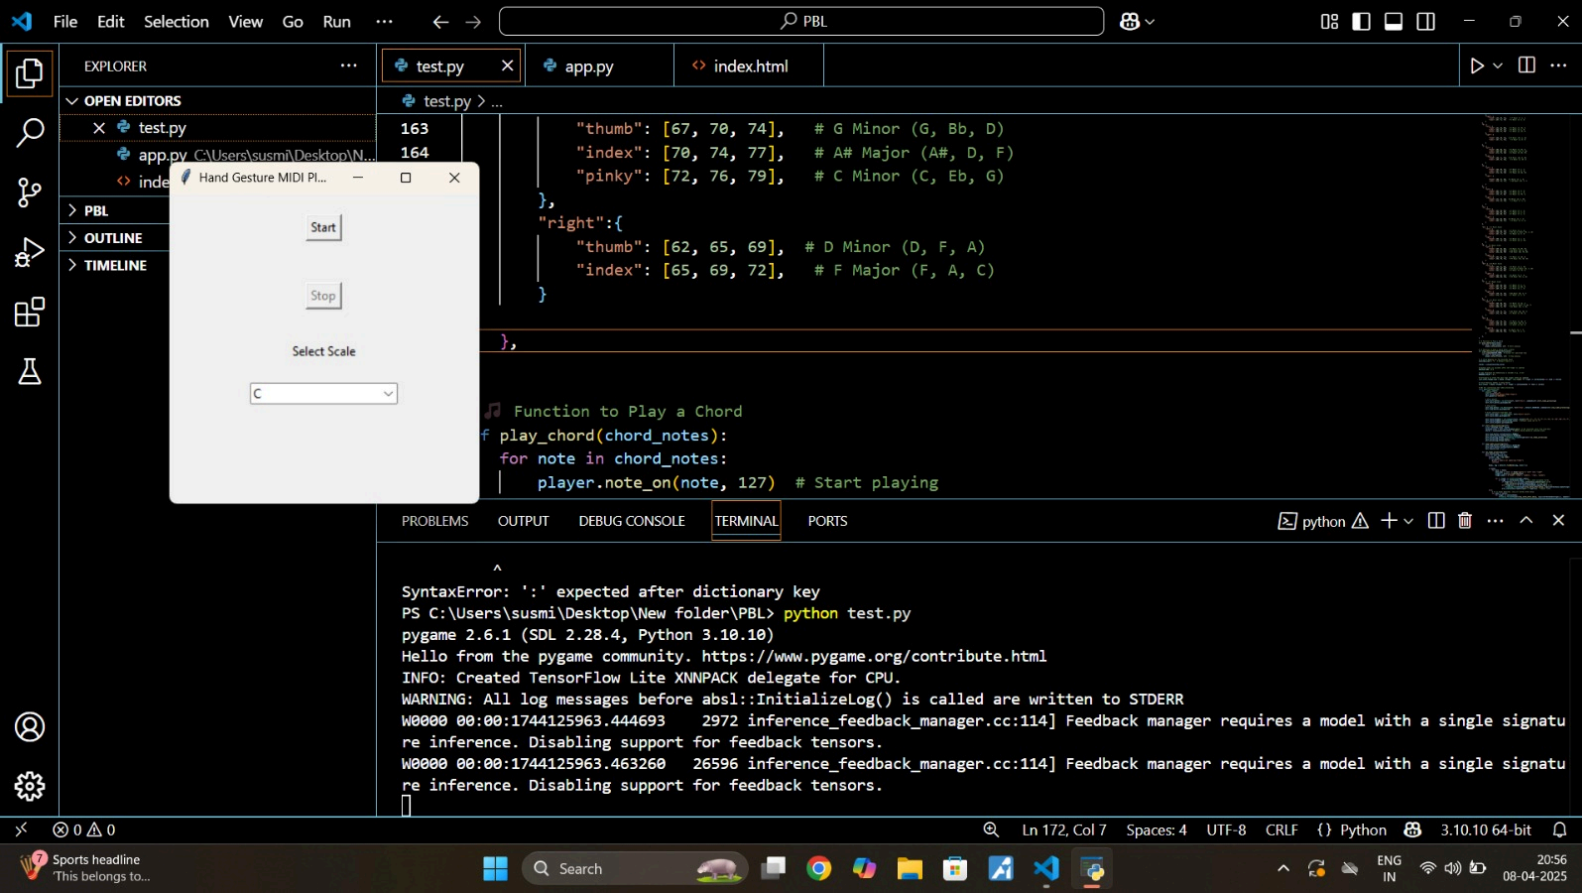 File Edit Selection View Go Run ··· PBL
EXPLORER ···
OPEN EDITORS
test.py
app.py C:\Users\susmi\Desktop\N...
inde
PBL
OUTLINE
TIMELINE
test.py app.py index.html
test.py > ...
163 "thumb": [67, 70, 74], # G Minor (G, Bb, D)
164 "index": [70, 74, 77], # A# Major (A#, D, F)
"pinky": [72, 76, 79], # C Minor (C, Eb, G)
},
"right":{
"thumb": [62, 65, 69], # D Minor (D, F, A)
"index": [65, 69, 72], # F Major (F, A, C)
}
},
Function to Play a Chord
f play_chord(chord_notes):
for note in chord_notes:
player.note_on(note, 127) # Start playing
Hand Gesture MIDI Pl...
Start
Stop
Select Scale
C
PROBLEMS OUTPUT DEBUG CONSOLE TERMINAL PORTS python
^
SyntaxError: ':' expected after dictionary key
PS C:\Users\susmi\Desktop\New folder\PBL> python test.py
pygame 2.6.1 (SDL 2.28.4, Python 3.10.10)
Hello from the pygame community. https://www.pygame.org/contribute.html
INFO: Created TensorFlow Lite XNNPACK delegate for CPU.
WARNING: All log messages before absl::InitializeLog() is called are written to STDERR
W0000 00:00:1744125963.444693 2972 inference_feedback_manager.cc:114] Feedback manager requires a model with a single signatu
re inference. Disabling support for feedback tensors.
W0000 00:00:1744125963.463260 26596 inference_feedback_manager.cc:114] Feedback manager requires a model with a single signatu
re inference. Disabling support for feedback tensors.
0 0 Ln 172, Col 7 Spaces: 4 UTF-8 CRLF {} Python 3.10.10 64-bit
7 Sports headline
'This belongs to...
Search
ENG
IN
20:56
08-04-2025